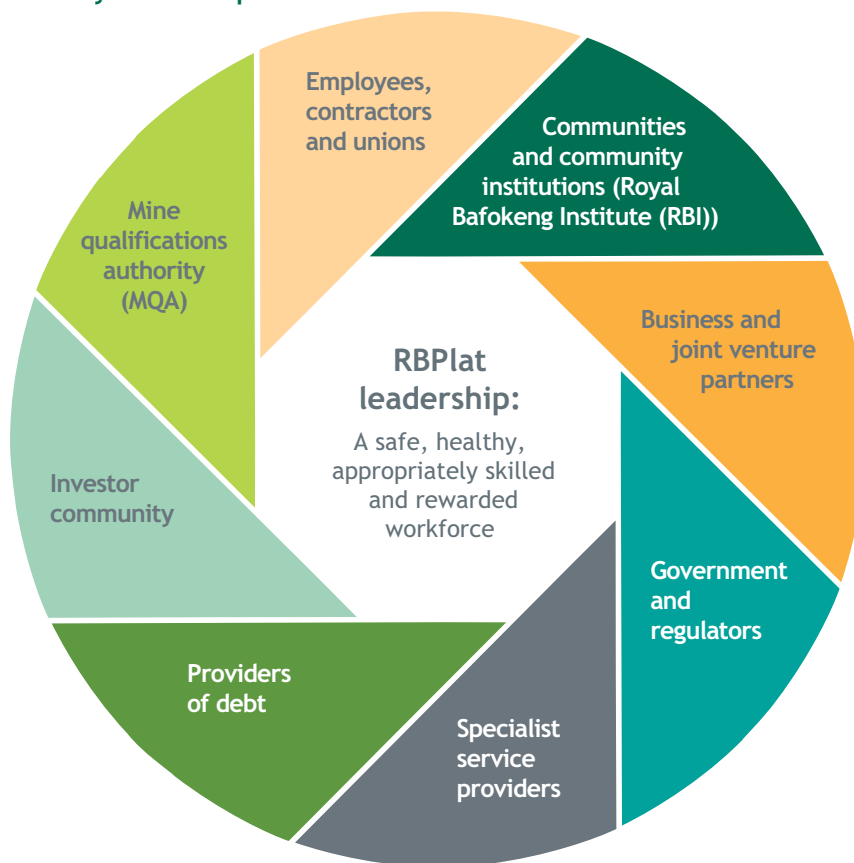 Employees,
contractors
and unions
Communities
and community
institutions (Royal
Bafokeng Institute (RBI))
Business and
joint venture
partners
Government
and
regulators
Specialist
service
providers
Providers
of debt
Investor
community
Mine
qualifications
authority
(MQA)
RBPlat
leadership:
A safe, healthy,
appropriately skilled
and rewarded
workforce